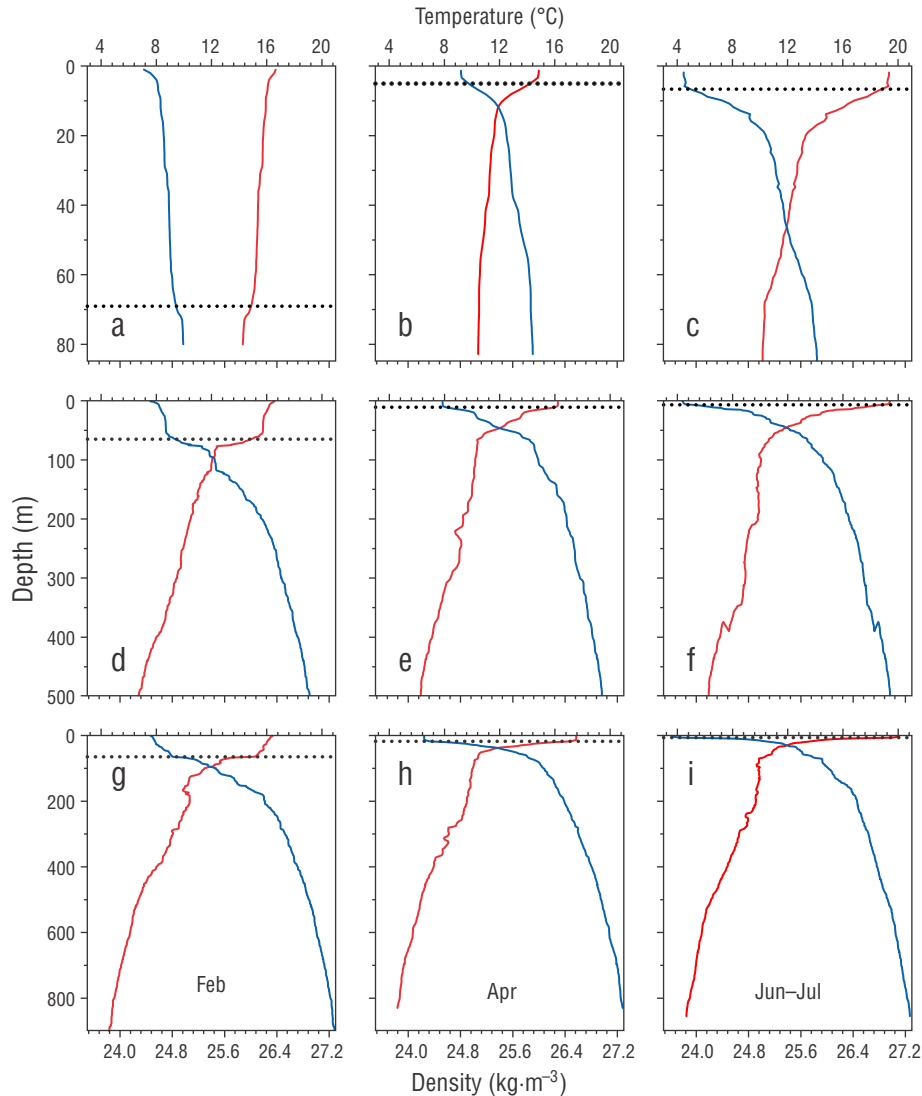 Temperature (°C)
4 8 12 16 20 4 8 12 16 20 4 8 12 16 20
0
20
40
60
80
a b c
0
100
200
300
400
500
d e f
Depth (m)
0
200
400
600
800
g h i
Feb Apr Jun–Jul
24.0 24.8 25.6 26.4 27.2 24.0 24.8 25.6 26.4 27.2 24.0 24.8 25.6 26.4 27.2
Density (kg·m⁻³)